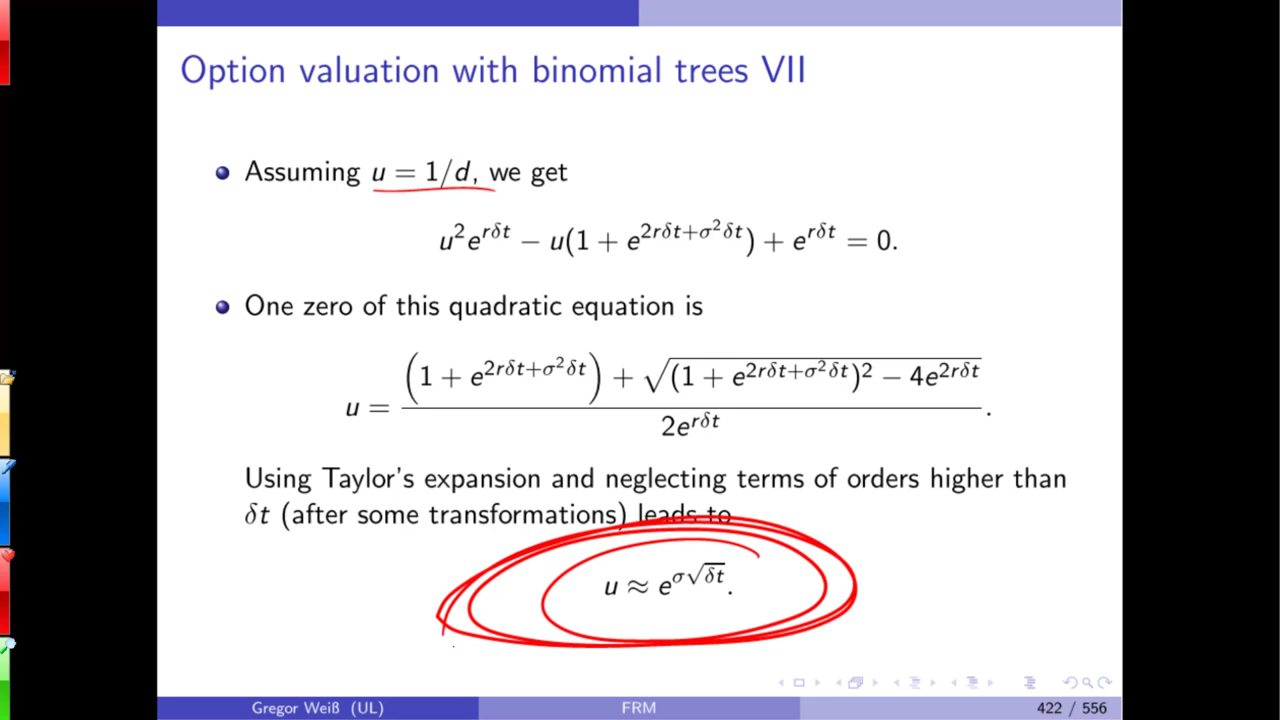 Option valuation with binomial trees VII
Assuming u = 1/d, we get
u²e^{rδt} − u(1 + e^{2rδt+σ²δt}) + e^{rδt} = 0.
One zero of this quadratic equation is
u = \frac{(1 + e^{2rδt+σ²δt}) + \sqrt{(1 + e^{2rδt+σ²δt})² − 4e^{2rδt}}}{2e^{rδt}}.
Using Taylor's expansion and neglecting terms of orders higher than
δt (after some transformations) leads to
u ≈ e^{σ√δt}.
Gregor Weiß (UL) FRM 422 / 556